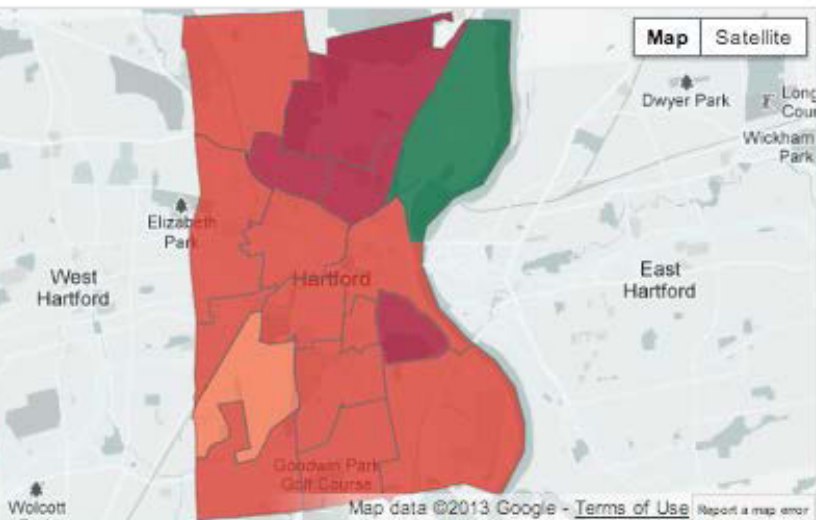 Map Satellite
Dwyer Park
Long
Cour
Wickham
Park
Elizabeth
Park
West
Hartford
Hartford
East
Hartford
Goodwin Park
Golf Course
Wolcott
Map data ©2013 Google - Terms of Use Report a map error